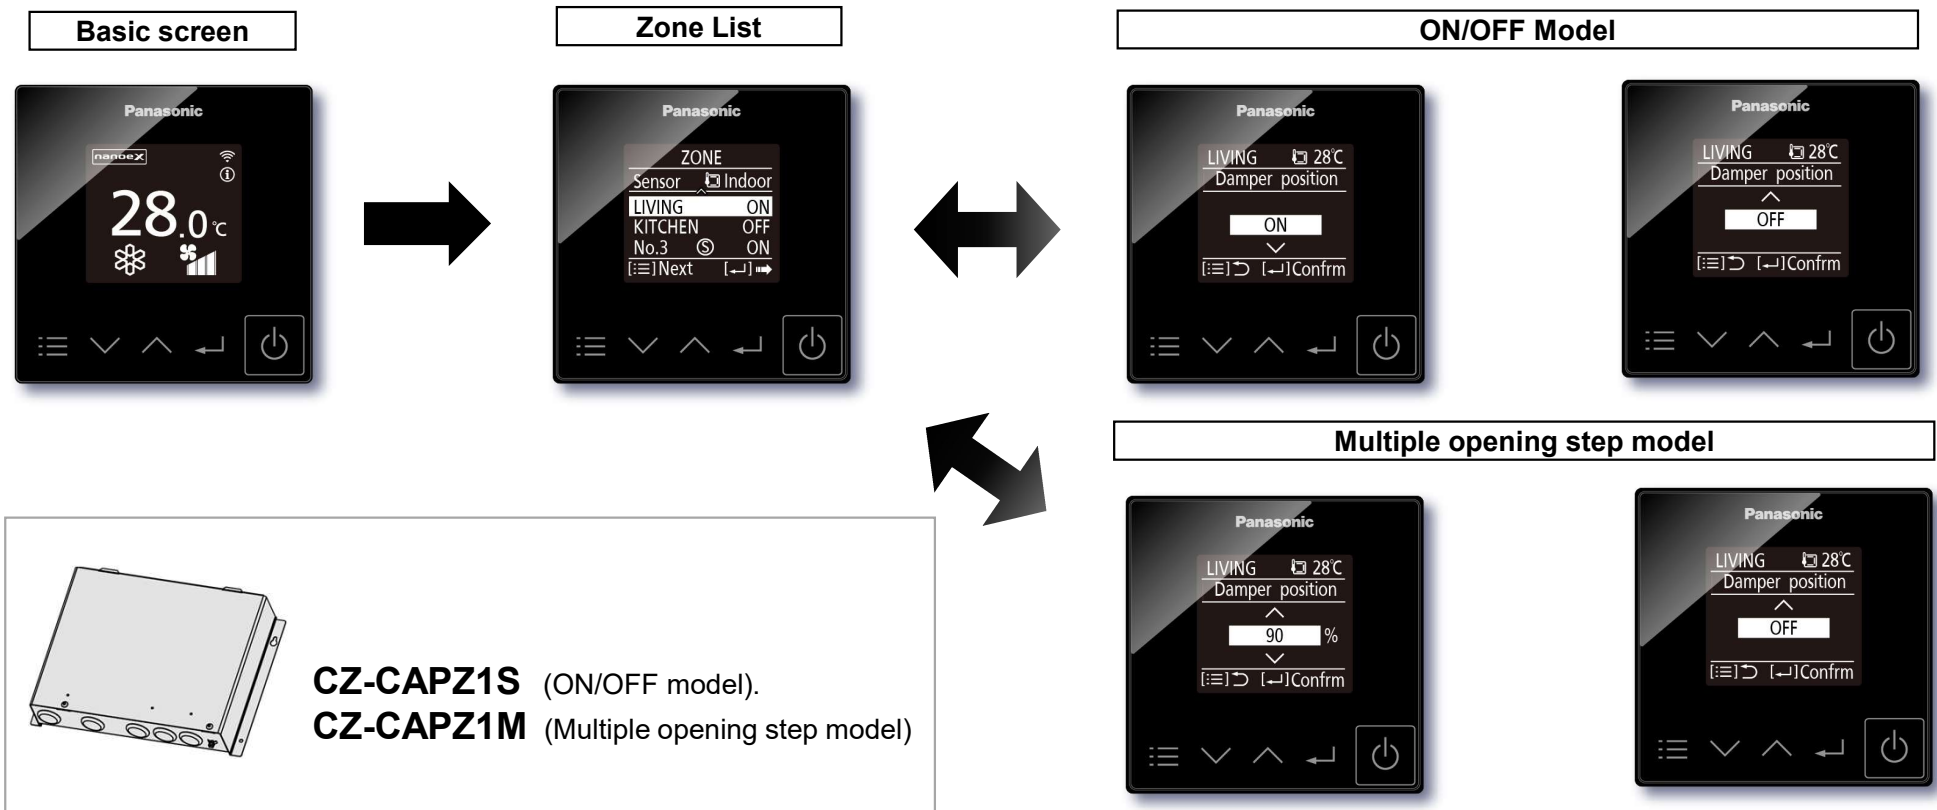 Basic screen
Zone List
ON/OFF Model
Panasonic
nanoeX
28.0℃
Panasonic
ZONE
Sensor Indoor
LIVING ON
KITCHEN OFF
No.3 Ⓢ ON
[≔]Next [↵]➠
Panasonic
LIVING 28℃
Damper position
ON
[≔]⮌ [↵]Confrm
Panasonic
LIVING 28℃
Damper position
OFF
[≔]⮌ [↵]Confrm
Multiple opening step model
Panasonic
LIVING 28℃
Damper position
90 %
[≔]⮌ [↵]Confrm
Panasonic
LIVING 28℃
Damper position
OFF
[≔]⮌ [↵]Confrm
CZ-CAPZ1S (ON/OFF model).
CZ-CAPZ1M (Multiple opening step model)